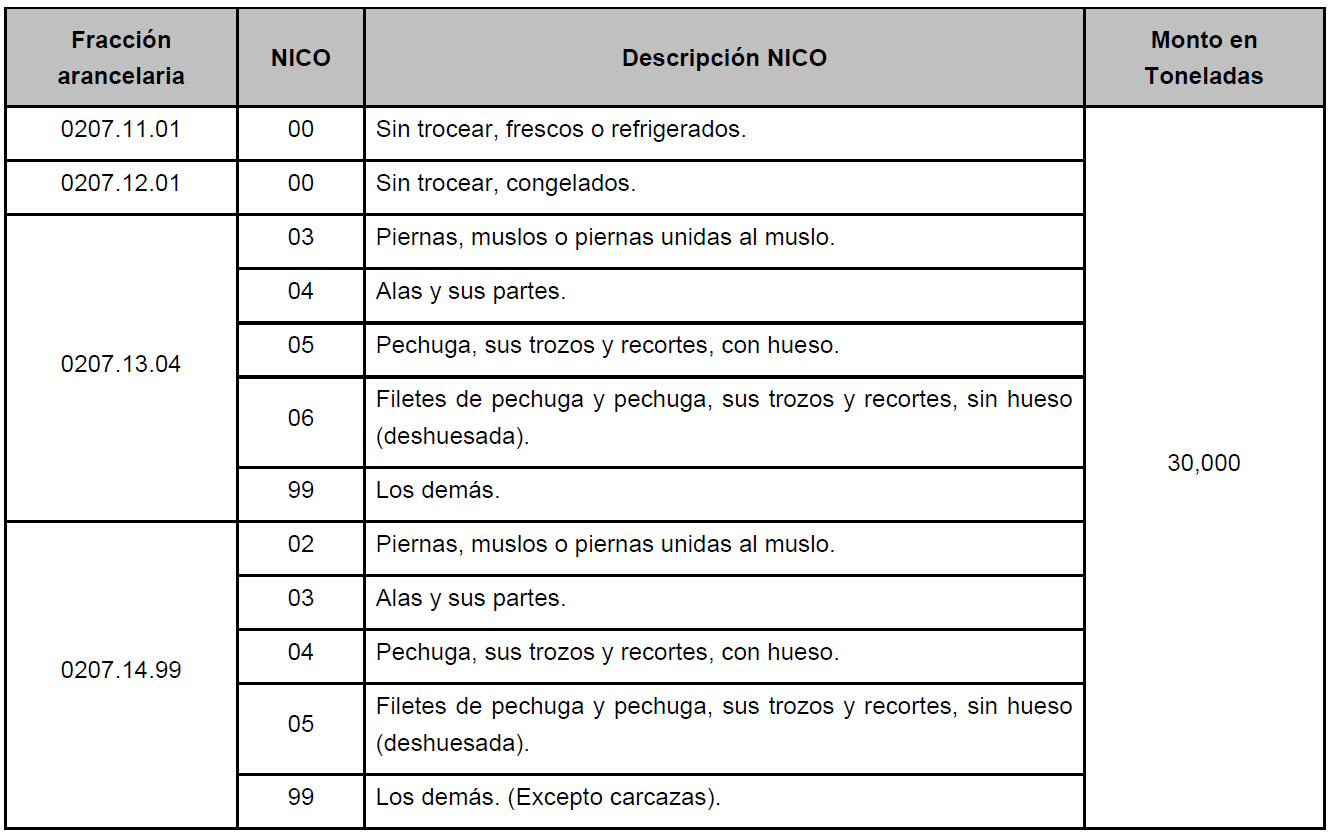 Fracción
arancelaria
NICO
Descripción NICO
Monto en
Toneladas
0207.11.01
00
Sin trocear, frescos o refrigerados.
0207.12.01
00
Sin trocear, congelados.
0207.13.04
03
Piernas, muslos o piernas unidas al muslo.
04
Alas y sus partes.
05
Pechuga, sus trozos y recortes, con hueso.
06
Filetes de pechuga y pechuga, sus trozos y recortes, sin hueso
(deshuesada).
99
Los demás.
0207.14.99
02
Piernas, muslos o piernas unidas al muslo.
03
Alas y sus partes.
04
Pechuga, sus trozos y recortes, con hueso.
05
Filetes de pechuga y pechuga, sus trozos y recortes, sin hueso
(deshuesada).
99
Los demás. (Excepto carcazas).
30,000